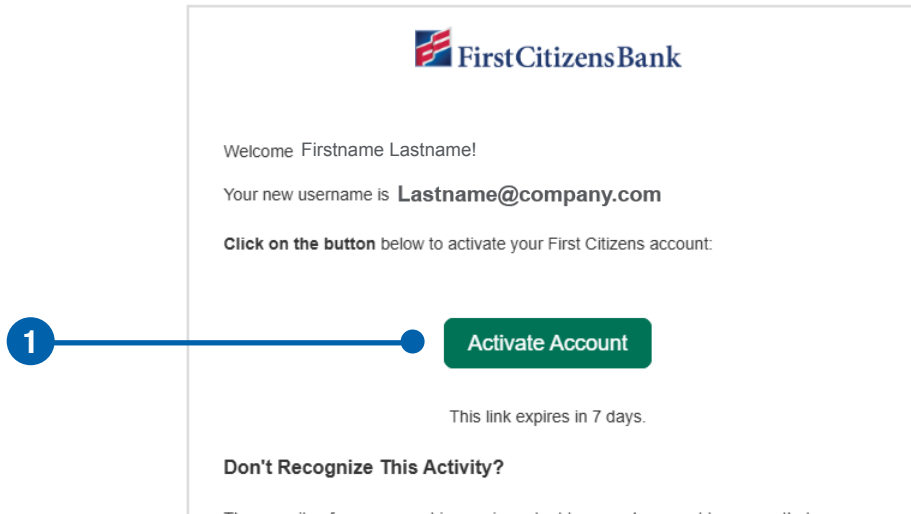 FirstCitizensBank
Welcome Firstname Lastname!
Your new username is Lastname@company.com
Click on the button below to activate your First Citizens account:
1
Activate Account
This link expires in 7 days.
Don't Recognize This Activity?